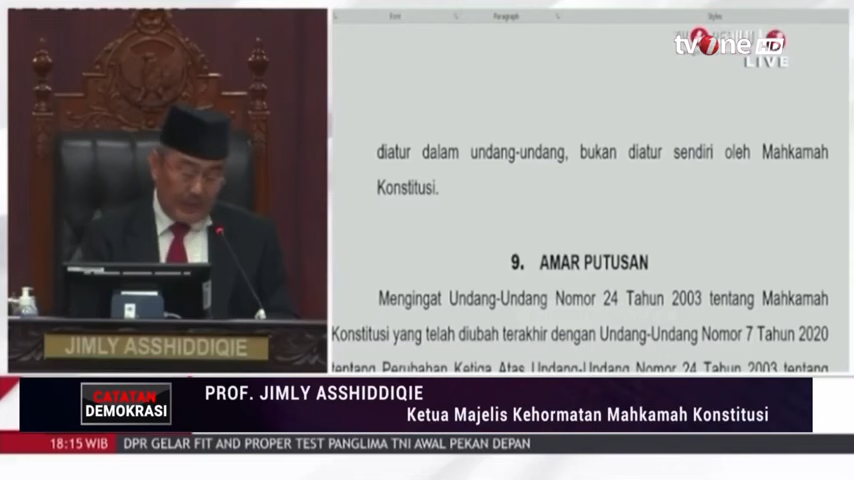 Font Paragraph Styles
tvOne HD
LIVE
diatur dalam undang-undang, bukan diatur sendiri oleh Mahkamah
Konstitusi.
9. AMAR PUTUSAN
Mengingat Undang-Undang Nomor 24 Tahun 2003 tentang Mahkamah
Konstitusi yang telah diubah terakhir dengan Undang-Undang Nomor 7 Tahun 2020
tentang Perubahan Ketiga Atas Undang-Undang Nomor 24 Tahun 2003 tentang
JIMLY ASSHIDDIQIE
CATATAN
DEMOKRASI
PROF. JIMLY ASSHIDDIQIE
Ketua Majelis Kehormatan Mahkamah Konstitusi
18:15 WIB DPR GELAR FIT AND PROPER TEST PANGLIMA TNI AWAL PEKAN DEPAN